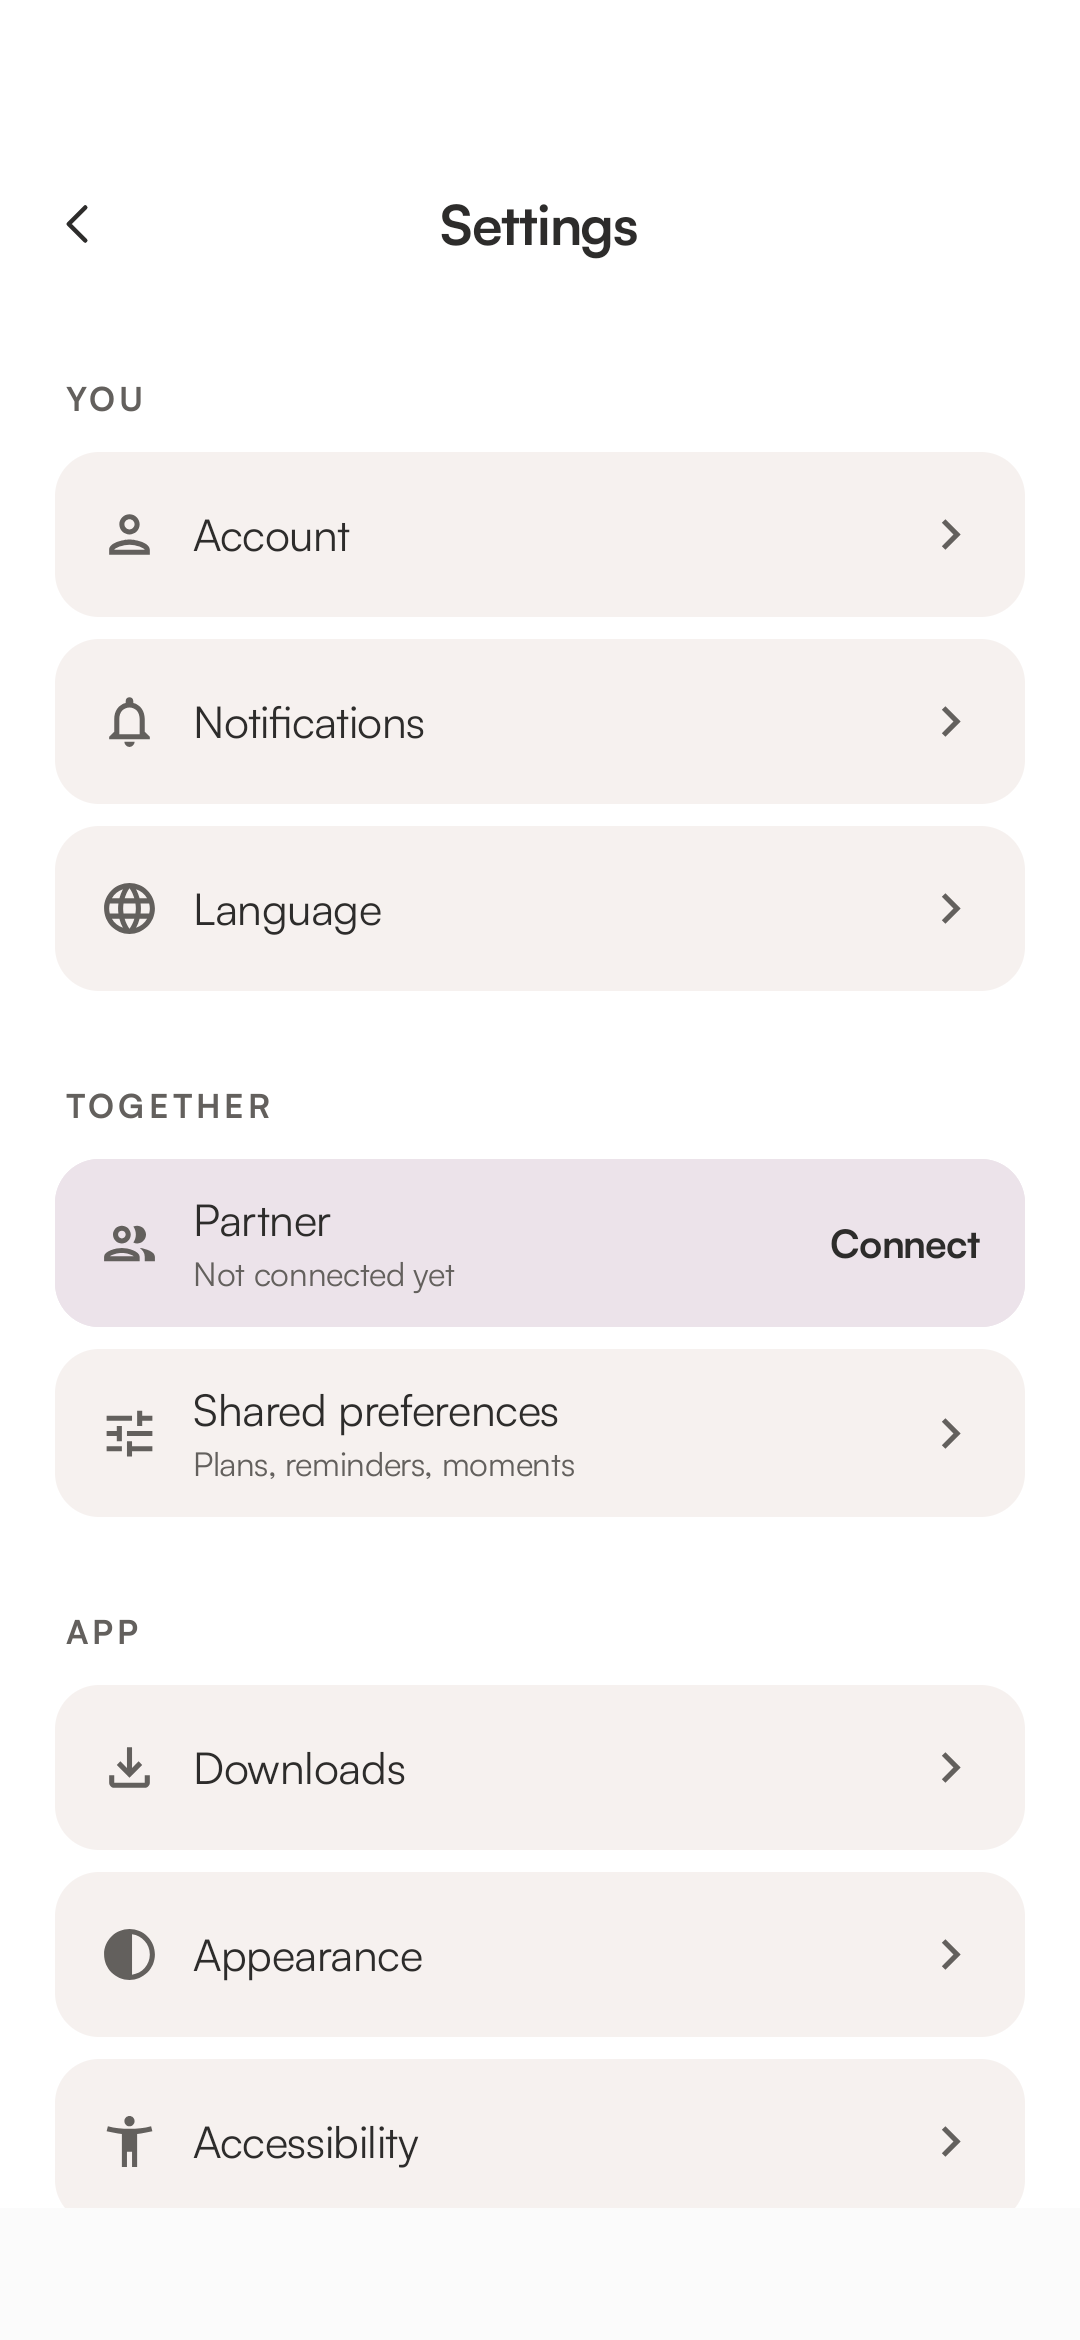 Settings
YOU
Account
Notifications
Language
TOGETHER
Partner
Not connected yet
Connect
Shared preferences
Plans, reminders, moments
APP
Downloads
Appearance
Accessibility